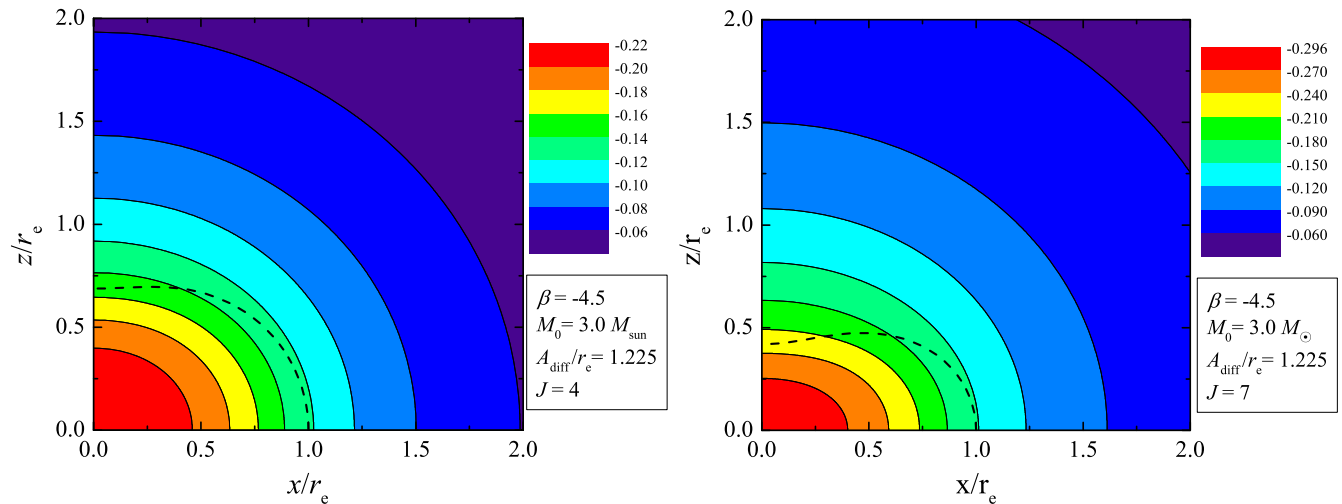 2.0
1.5
1.0
0.5
0.0
z/r_e
0.0 0.5 1.0 1.5 2.0
x/r_e
-0.22
-0.20
-0.18
-0.16
-0.14
-0.12
-0.10
-0.08
-0.06
β = -4.5
M_0 = 3.0 M_sun
A_diff/r_e = 1.225
J = 4
2.0
1.5
1.0
0.5
0.0
z/r_e
0.0 0.5 1.0 1.5 2.0
x/r_e
-0.296
-0.270
-0.240
-0.210
-0.180
-0.150
-0.120
-0.090
-0.060
β = -4.5
M_0 = 3.0 M_☉
A_diff/r_e = 1.225
J = 7